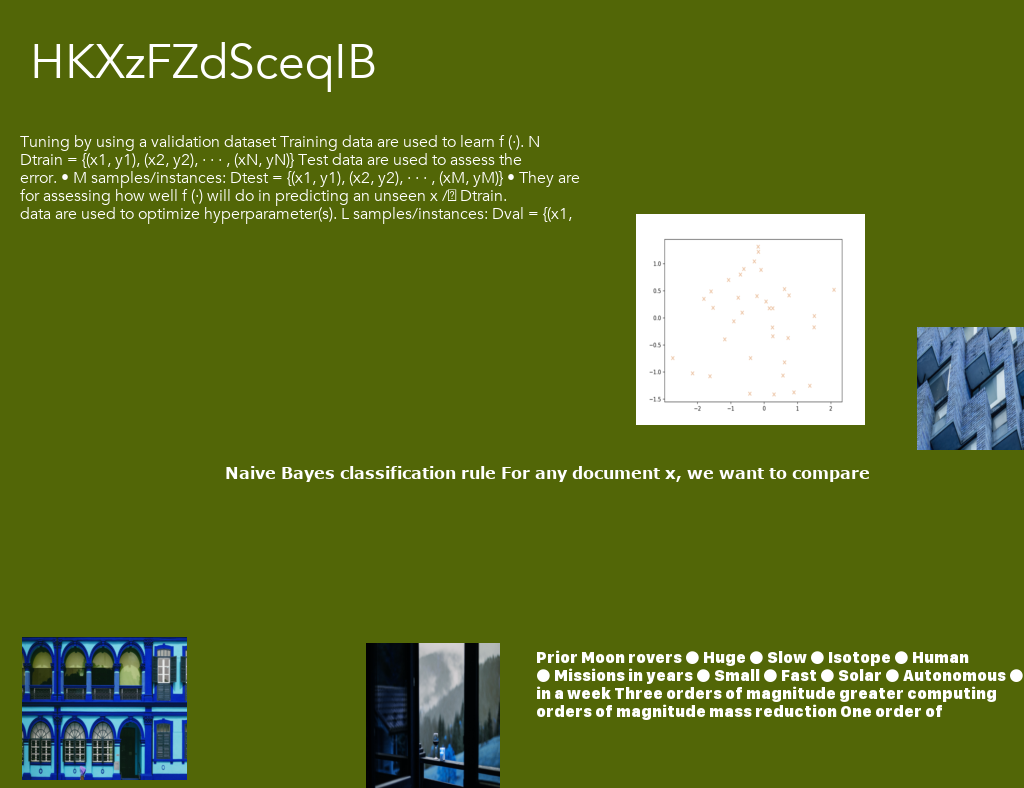 HKXzFZdSceqIB
Tuning by using a validation dataset Training data are used to learn f (·). N
Dtrain = {(x1, y1), (x2, y2), · · · , (xN, yN)} Test data are used to assess the
error. • M samples/instances: Dtest = {(x1, y1), (x2, y2), · · · , (xM, yM)} • They are
for assessing how well f (·) will do in predicting an unseen x / Dtrain.
data are used to optimize hyperparameter(s). L samples/instances: Dval = {(x1,
1.0
0.5
0.0
−0.5
−1.0
−1.5
−2 −1 0 1 2
Naive Bayes classification rule For any document x, we want to compare
Prior Moon rovers ● Huge ● Slow ● Isotope ● Human
● Missions in years ● Small ● Fast ● Solar ● Autonomous ●
in a week Three orders of magnitude greater computing
orders of magnitude mass reduction One order of